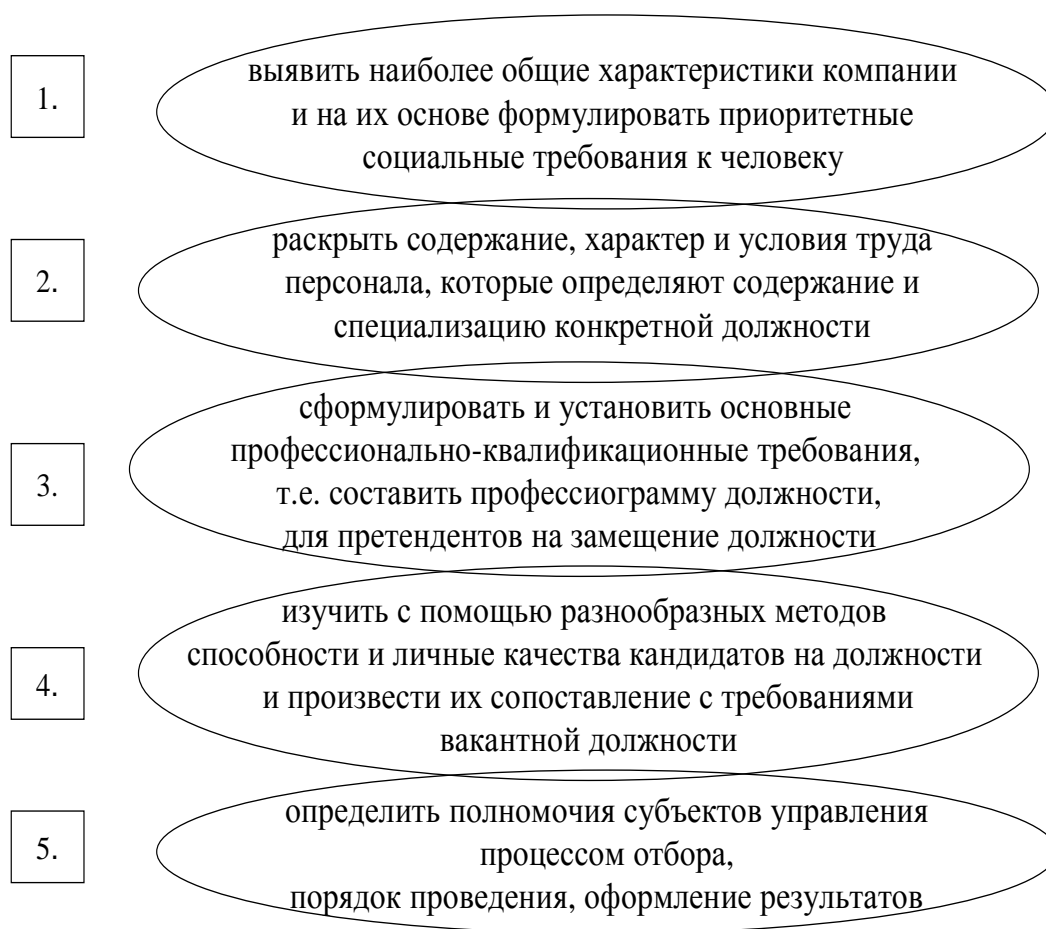 1.
выявить наиболее общие характеристики компании
и на их основе формулировать приоритетные
социальные требования к человеку
2.
раскрыть содержание, характер и условия труда
персонала, которые определяют содержание и
специализацию конкретной должности
3.
сформулировать и установить основные
профессионально-квалификационные требования,
т.е. составить профессиограмму должности,
для претендентов на замещение должности
4.
изучить с помощью разнообразных методов
способности и личные качества кандидатов на должности
и произвести их сопоставление с требованиями
вакантной должности
5.
определить полномочия субъектов управления
процессом отбора,
порядок проведения, оформление результатов